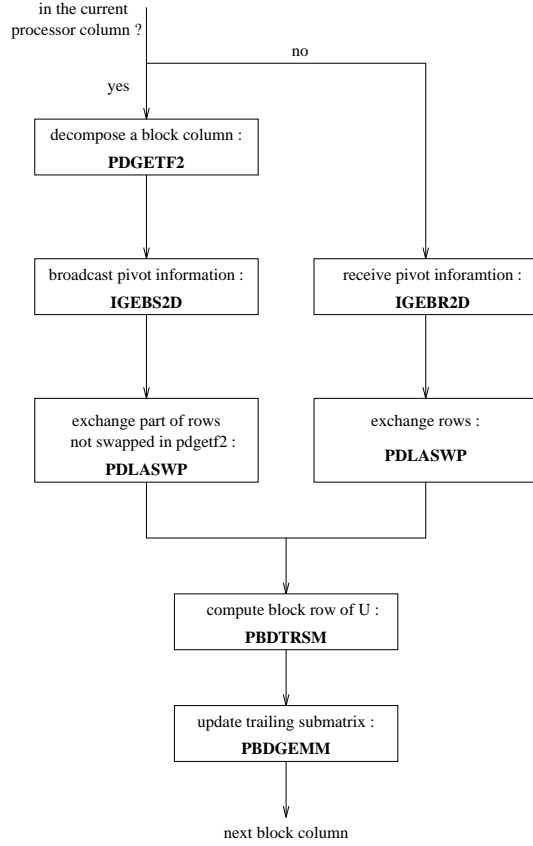 in the current
processor column ?
no
yes
decompose a block column :
PDGETF2
broadcast pivot information :
IGEBS2D
receive pivot inforamtion :
IGEBR2D
exchange part of rows
not swapped in pdgetf2 :
PDLASWP
exchange rows :
PDLASWP
compute block row of U :
PBDTRSM
update trailing submatrix :
PBDGEMM
next block column